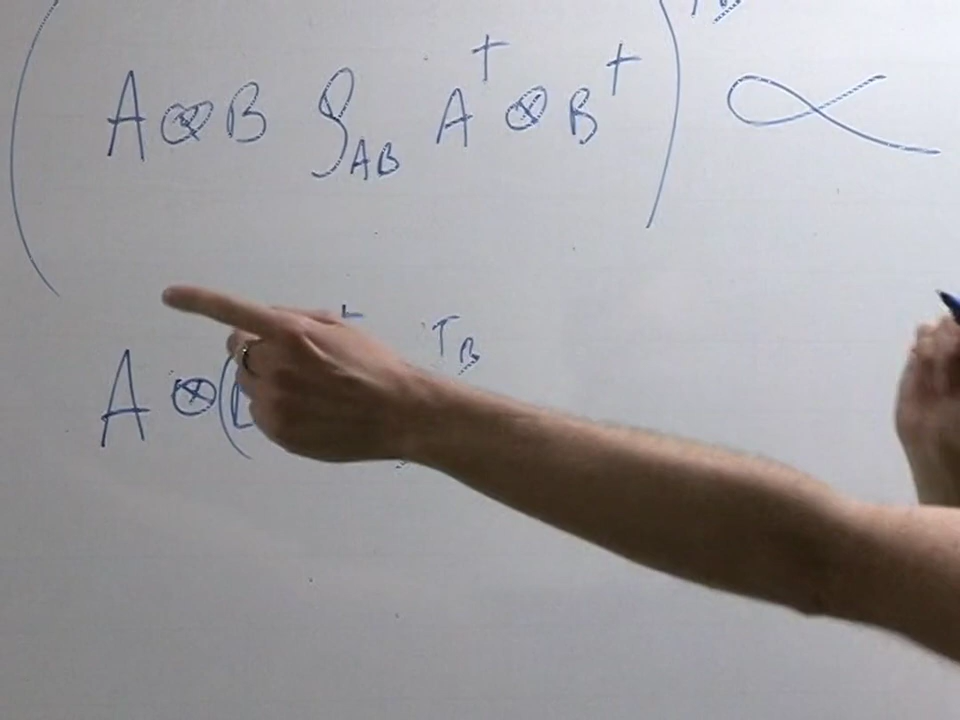 ( A⊗B ρ_AB A† ⊗ B† ) ∝
A ⊗ ( T_B